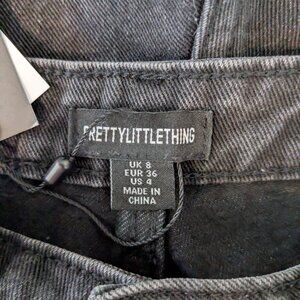 PRETTYLITTLETHING
UK 8
EUR 36
US 4
MADE IN
CHINA